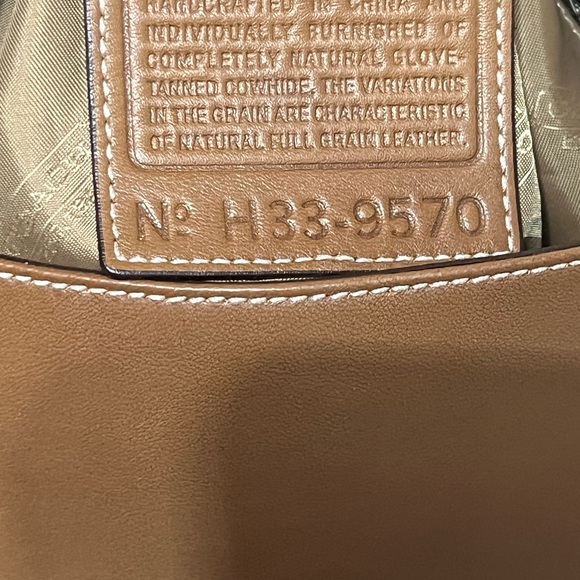 HANDCRAFTED IN CHINA AND
INDIVIDUALLY BURNISHED OF
COMPLETELY NATURAL GLOVE-
TANNED COWHIDE. THE VARIATIONS
IN THE GRAIN ARE CHARACTERISTIC
OF NATURAL FULL GRAIN LEATHER.
Nº H33-9570